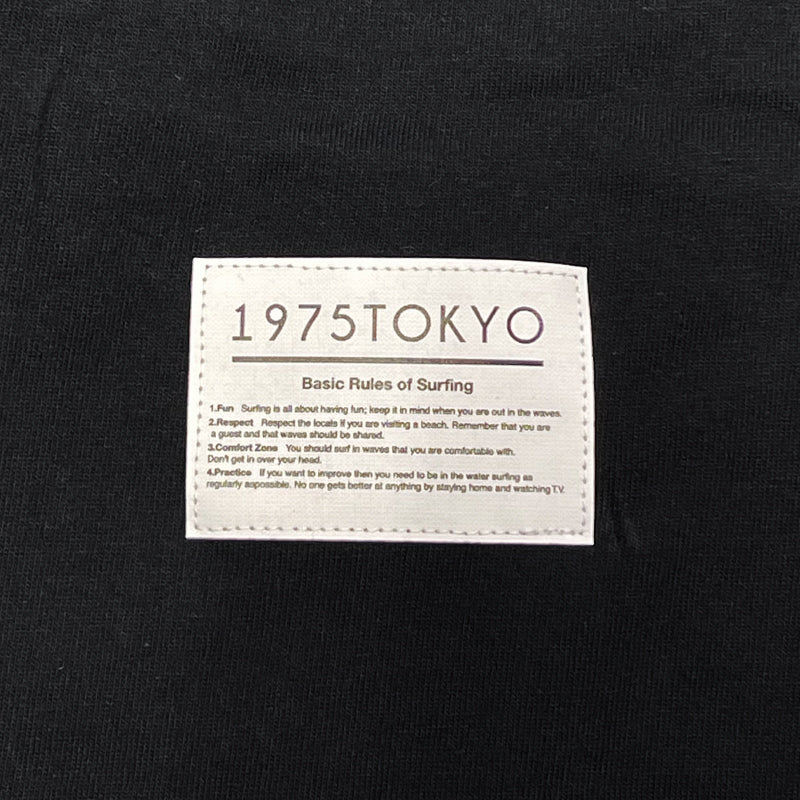 1975TOKYO
Basic Rules of Surfing
1.Fun Surfing is all about having fun; keep it in mind when you are out in the waves.
2.Respect Respect the locals if you are visiting a beach. Remember that you are
a guest and that waves should be shared.
3.Comfort Zone You should surf in waves that you are comfortable with.
Don't get in over your head.
4.Practice If you want to improve then you need to be in the water surfing as
regularly aspossible. No one gets better at anything by staying home and watching T.V.